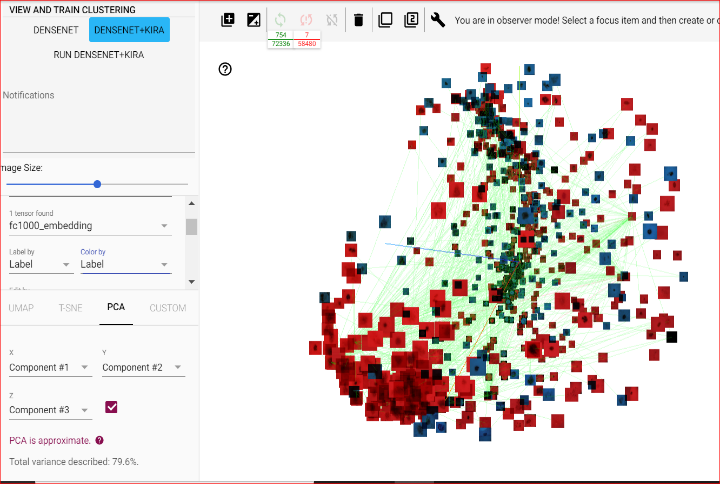 VIEW AND TRAIN CLUSTERING
DENSENET
DENSENET+KIRA
RUN DENSENET+KIRA
Notifications
mage Size:
1 tensor found
fc1000_embedding
Label by
Color by
Label
Label
UMAP
T-SNE
PCA
CUSTOM
X
Y
Component #1
Component #2
Z
Component #3
PCA is approximate.
Total variance described: 79.6%.
754
7
72336
58480
You are in observer mode! Select a focus item and then create or